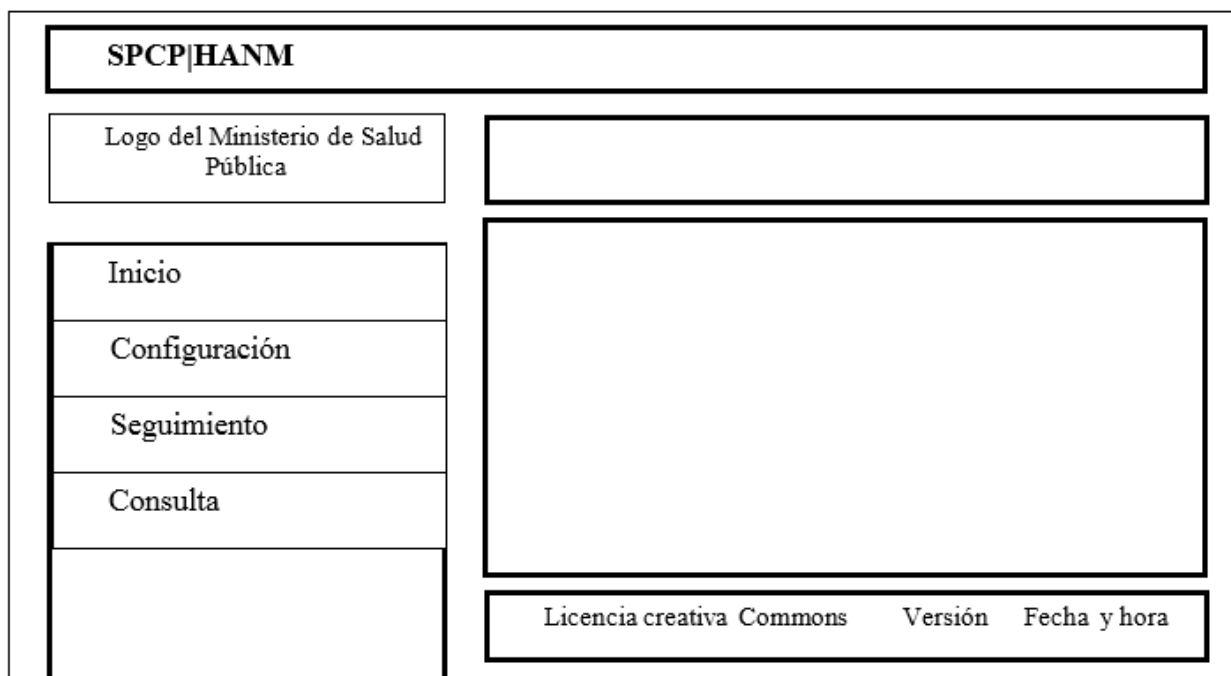 SPCP|HANM
Logo del Ministerio de Salud
Pública
Inicio
Configuración
Seguimiento
Consulta
Licencia creativa Commons Versión Fecha y hora